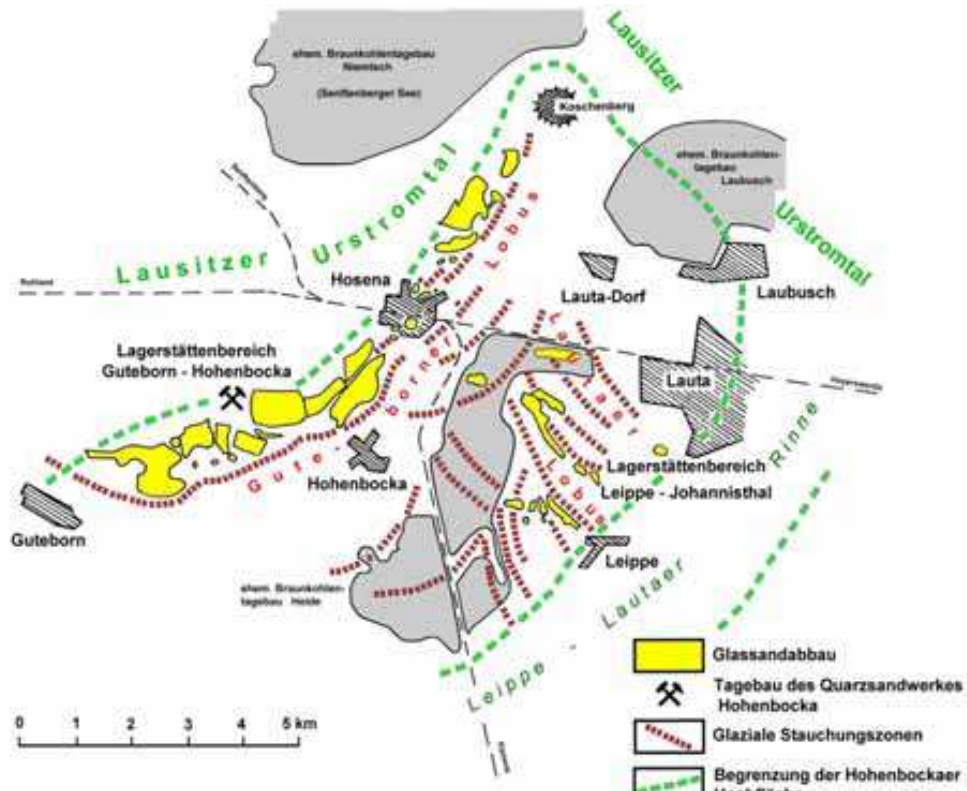 ehem. Braunkohlentagebau
Niemtsch
(Senftenberger See)
Lausitzer
Koschenberg
ehem. Braunkohlen-
tagebau
Laubusch
Urstromtal
Lausitzer Urstromtal
Ruhland
Hosena
Lobus
Lauta-Dorf
Laubusch
Lagerstättenbereich
Guteborn - Hohenbocka
Gute-borner
Lautaer
Lobus
Lauta
Hohenbocka
Lagerstättenbereich
Leippe - Johannisthal
Rinne
Guteborn
Leippe
ehem. Braunkohlen-
tagebau Heide
Leippe - Lautaer
Glassandabbau
Tagebau des Quarzsandwerkes
Hohenbocka
Glaziale Stauchungszonen
Begrenzung der Hohenbockaer
0 1 2 3 4 5 km